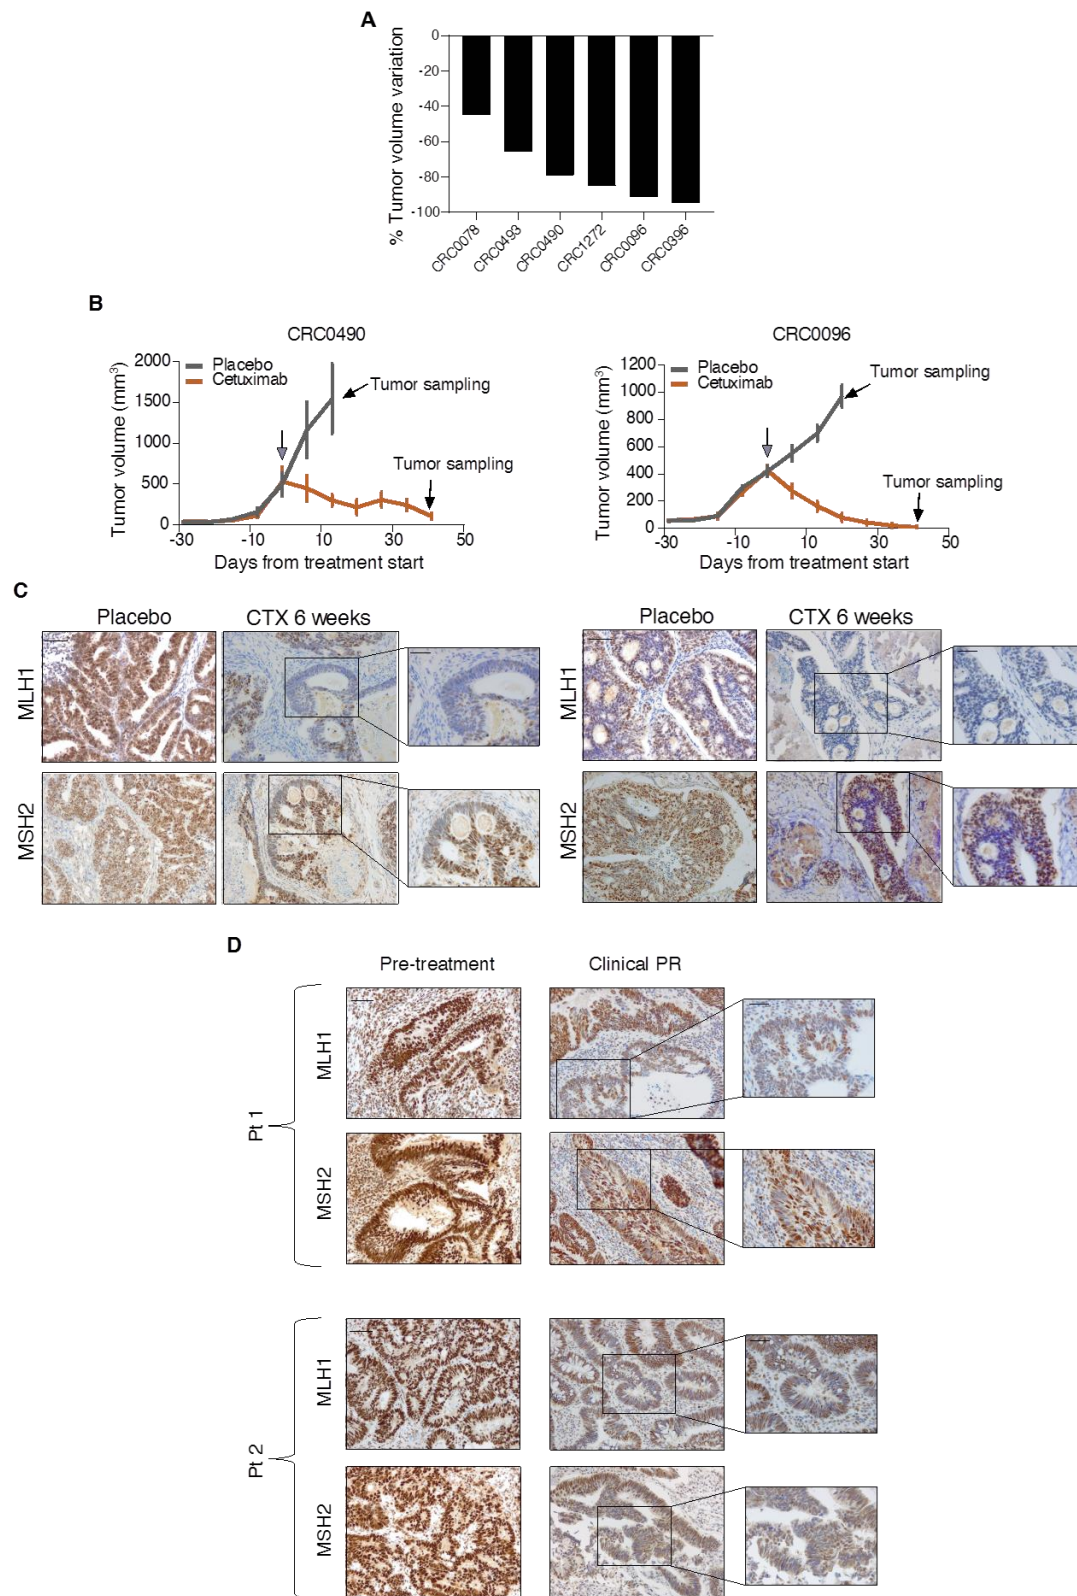 A
% Tumor volume variation
0
-20
-40
-60
-80
-100
CRC0078
CRC0493
CRC0490
CRC1272
CRC0096
CRC0396
B
CRC0490
Placebo
Cetuximab
Tumor volume (mm³)
2000
1500
1000
500
0
Tumor sampling
Tumor sampling
-30
-10
10
30
50
Days from treatment start
CRC0096
Placebo
Cetuximab
Tumor volume (mm³)
1200
1000
800
600
400
200
0
Tumor sampling
Tumor sampling
-30
-10
10
30
50
Days from treatment start
C
Placebo
CTX 6 weeks
MLH1
MSH2
Placebo
CTX 6 weeks
MLH1
MSH2
D
Pre-treatment
Clinical PR
Pt 1
MLH1
MSH2
Pt 2
MLH1
MSH2